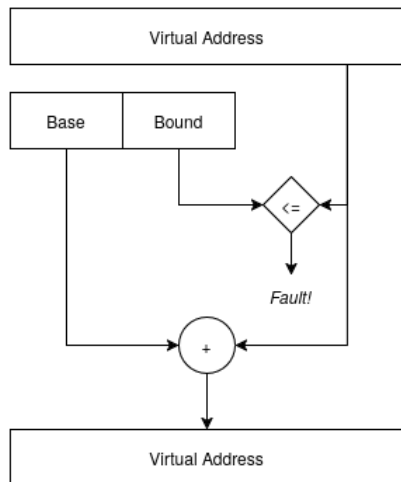 Virtual Address
Base
Bound
<=
Fault!
+
Virtual Address